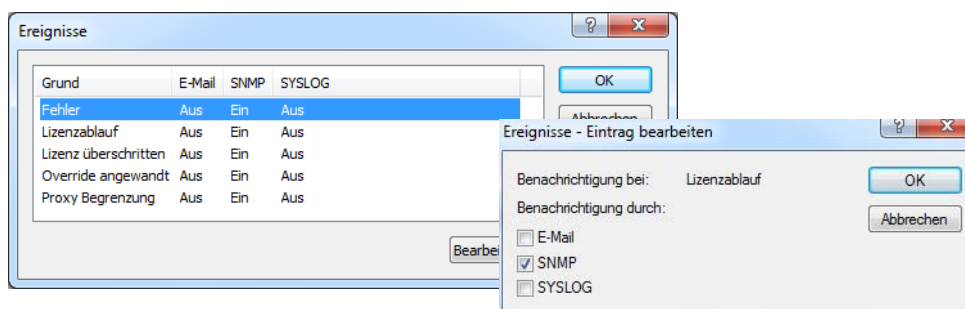 Ereignisse
Grund E-Mail SNMP SYSLOG
OK
Fehler Aus Ein Aus
Abbrechen
Lizenzablauf Aus Ein Aus
Lizenz überschritten Aus Ein Aus
Override angewandt Aus Ein Aus
Proxy Begrenzung Aus Ein Aus
Bearbei
Ereignisse - Eintrag bearbeiten
Benachrichtigung bei: Lizenzablauf
OK
Benachrichtigung durch:
Abbrechen
E-Mail
SNMP
SYSLOG